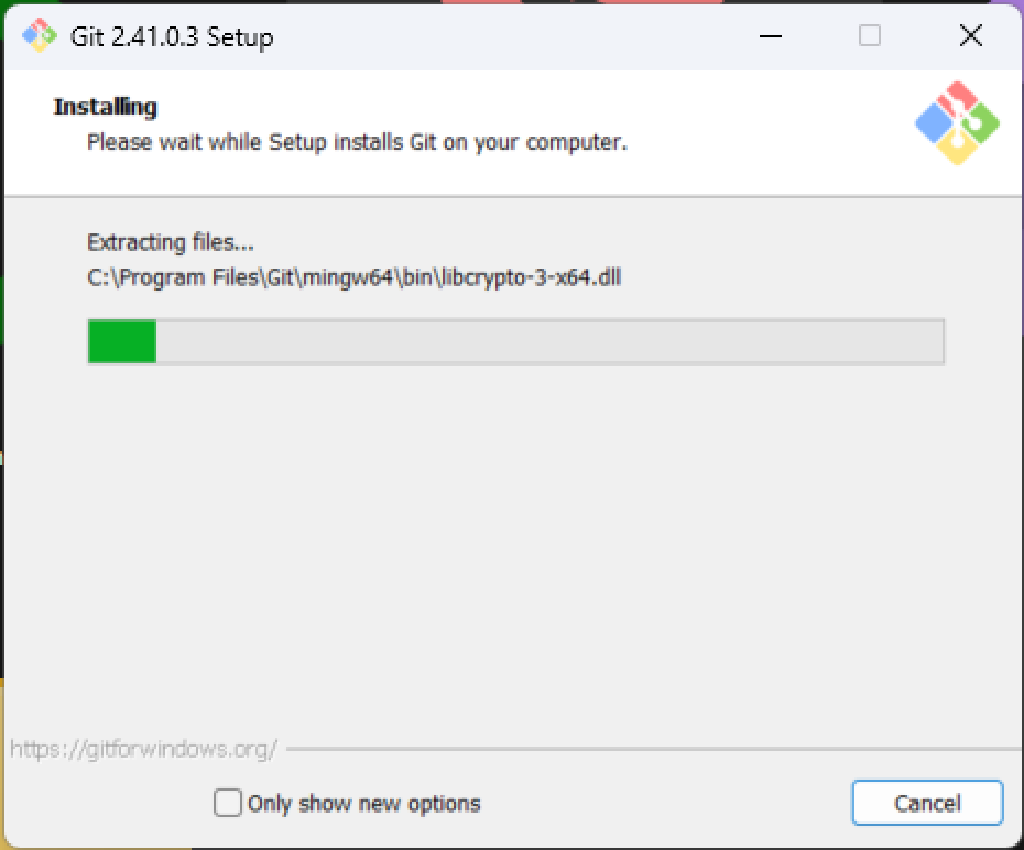 Git 2.41.0.3 Setup
Installing
Please wait while Setup installs Git on your computer.
Extracting files...
C:\Program Files\Git\mingw64\bin\libcrypto-3-x64.dll
https://gitforwindows.org/
Only show new options
Cancel